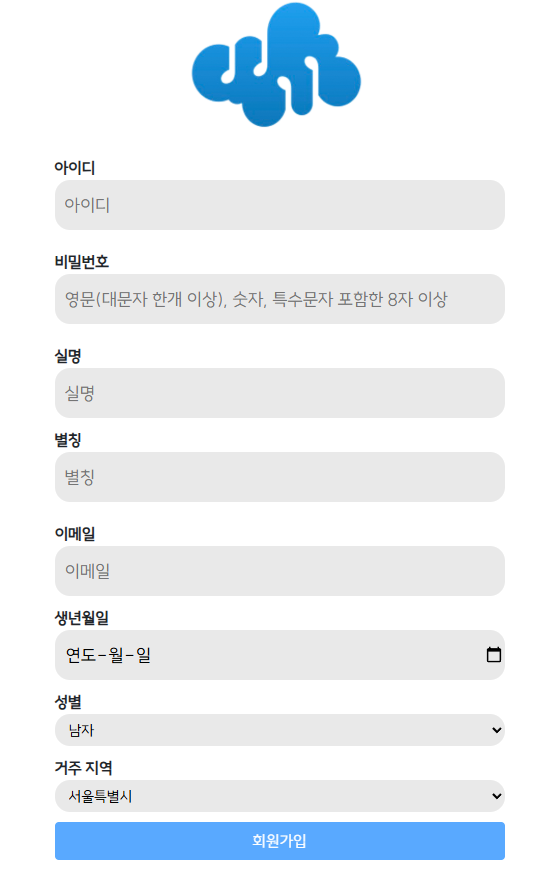 아이디
아이디
비밀번호
영문(대문자 한개 이상), 숫자, 특수문자 포함한 8자 이상
실명
실명
별칭
별칭
이메일
이메일
생년월일
연도-월-일
성별
남자
거주 지역
서울특별시
회원가입